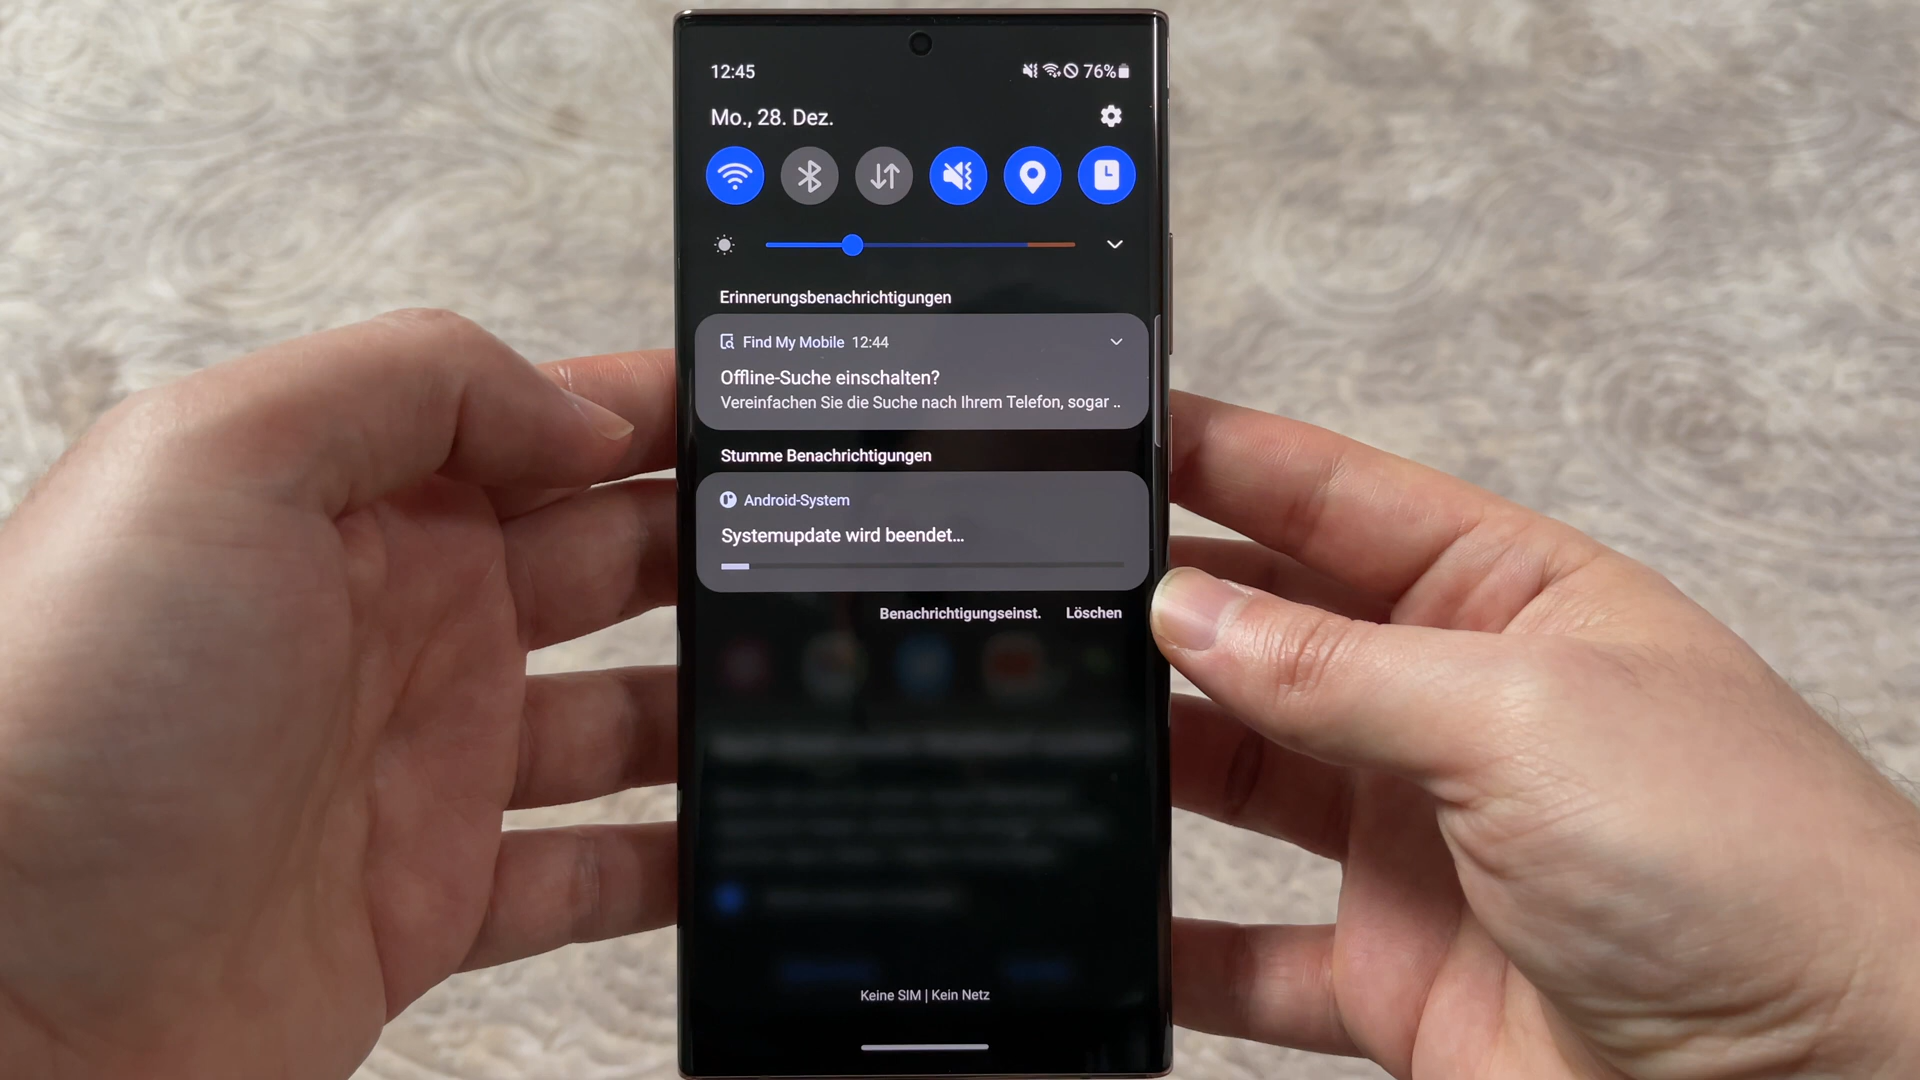 12:45
76%
Mo., 28. Dez.
Erinnerungsbenachrichtigungen
Find My Mobile 12:44
Offline-Suche einschalten?
Vereinfachen Sie die Suche nach Ihrem Telefon, sogar ..
Stumme Benachrichtigungen
Android-System
Systemupdate wird beendet...
Benachrichtigungseinst. Löschen
Keine SIM | Kein Netz